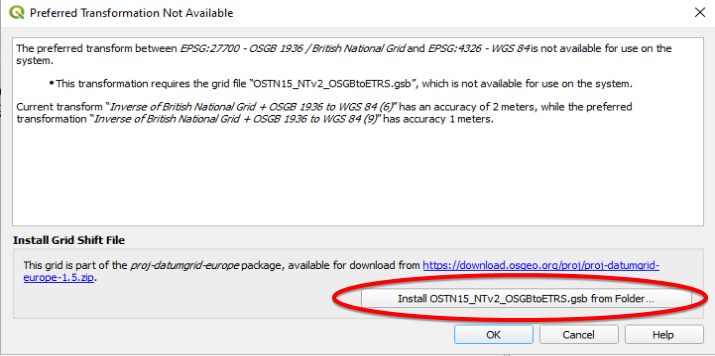 Preferred Transformation Not Available
The preferred transform between EPSG:27700 - OSGB 1936 / British National Grid and EPSG:4326 - WGS 84 is not available for use on the
system.
• This transformation requires the grid file "OSTN15_NTv2_OSGBtoETRS.gsb", which is not available for use on the system.
Current transform "Inverse of British National Grid + OSGB 1936 to WGS 84 (6)" has an accuracy of 2 meters, while the preferred
transformation "Inverse of British National Grid + OSGB 1936 to WGS 84 (9)" has accuracy 1 meters.
Install Grid Shift File
This grid is part of the proj-datumgrid-europe package, available for download from https://download.osgeo.org/proj/proj-datumgrid-
europe-1.5.zip.
Install OSTN15_NTv2_OSGBtoETRS.gsb from Folder...
OK Cancel Help